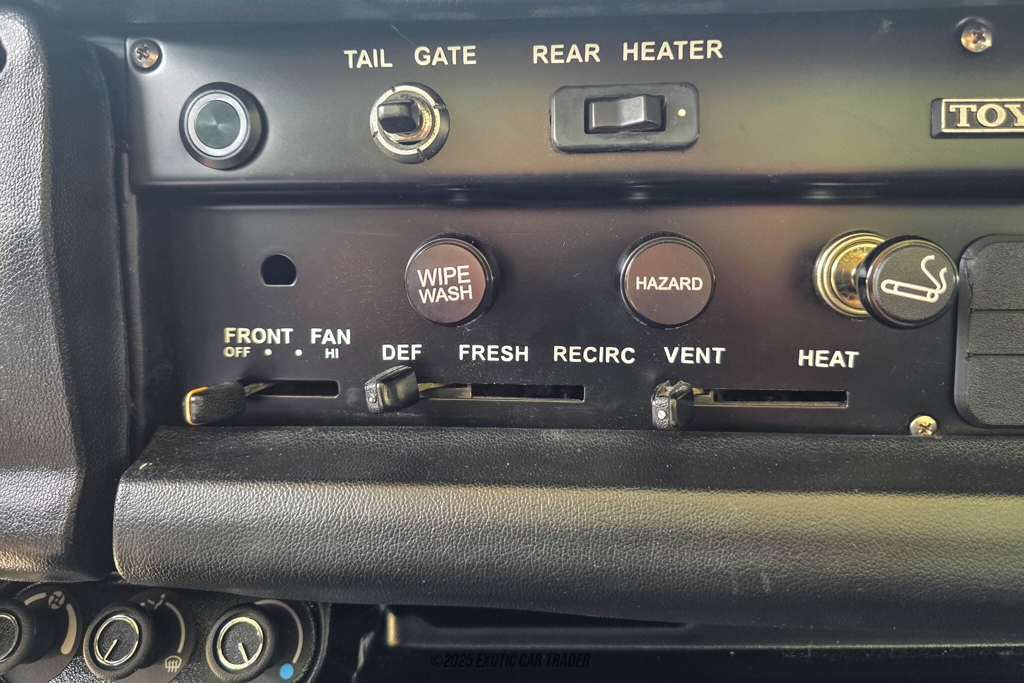 TAIL GATE
REAR HEATER
TOY
WIPE
WASH
HAZARD
FRONT FAN
OFF • • HI
DEF
FRESH
RECIRC
VENT
HEAT
©2025 EXOTIC CAR TRADER